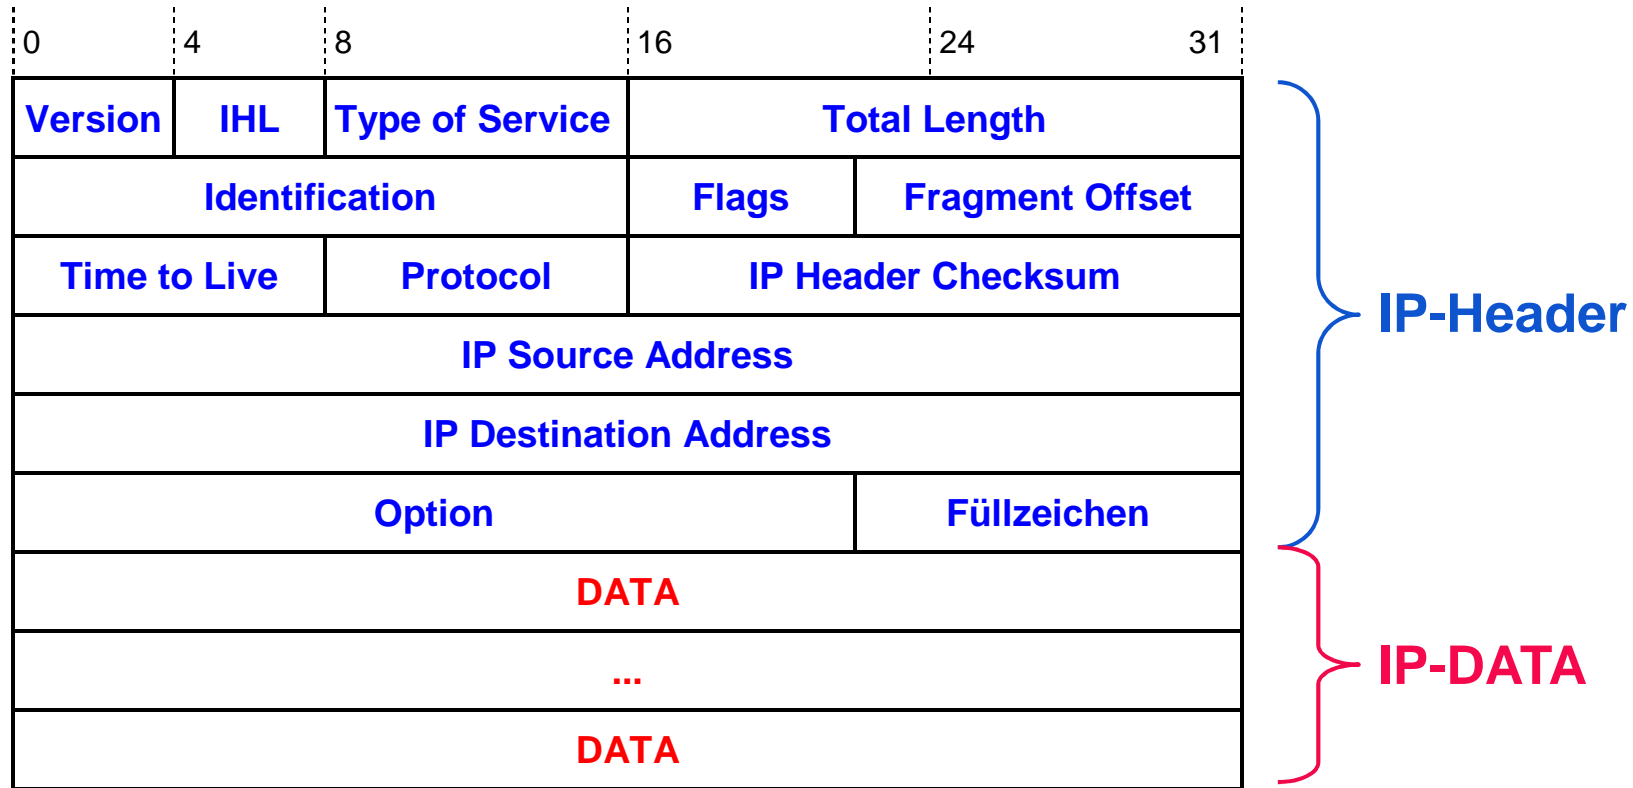 0 4 8 16 24 31
Version IHL Type of Service Total Length
Identification Flags Fragment Offset
Time to Live Protocol IP Header Checksum
IP-Header
IP Source Address
IP Destination Address
Option Füllzeichen
DATA
...
IP-DATA
DATA